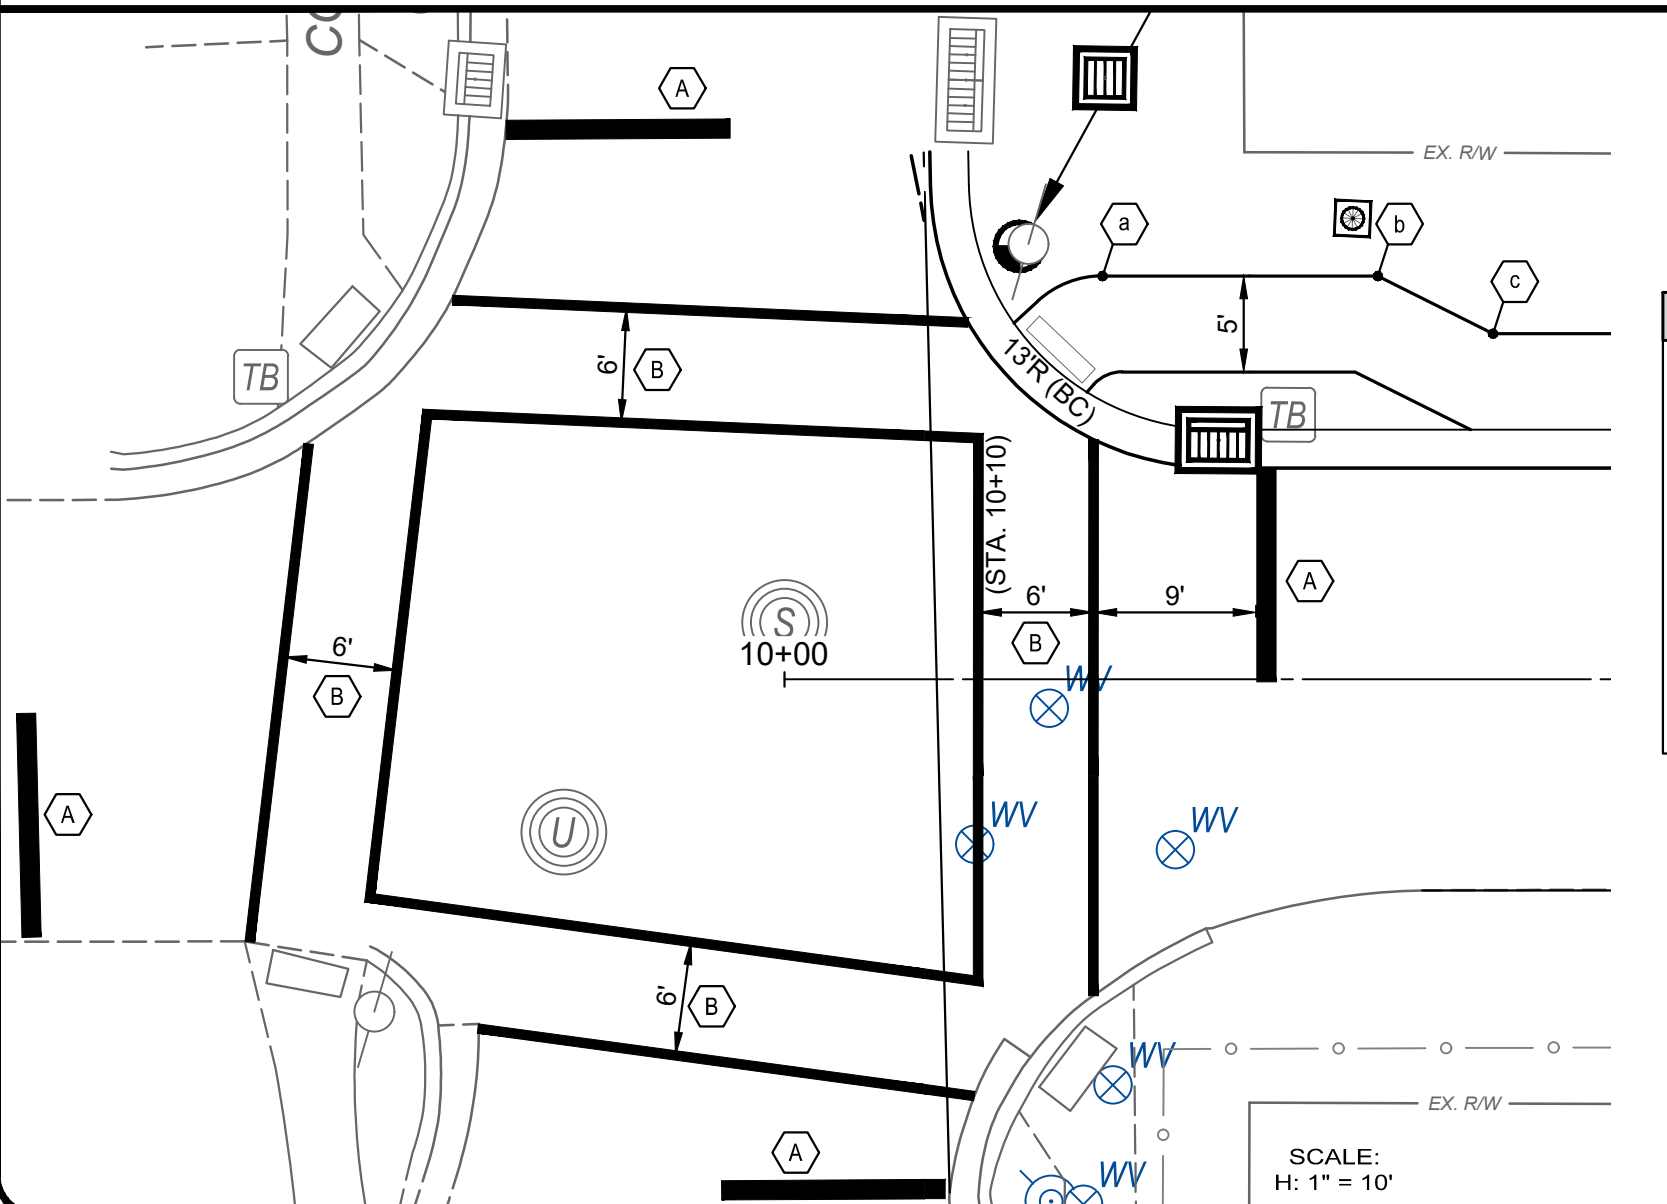 CO
A
EX. R/W
a
b
c
5'
6'
B
13'R (BC)
TB
TB
(STA. 10+10)
A
S
10+00
6'
9'
B
6'
B
WV
A
U
WV
WV
6'
B
WV
EX. R/W
A
WV
SCALE:
H: 1" = 10'